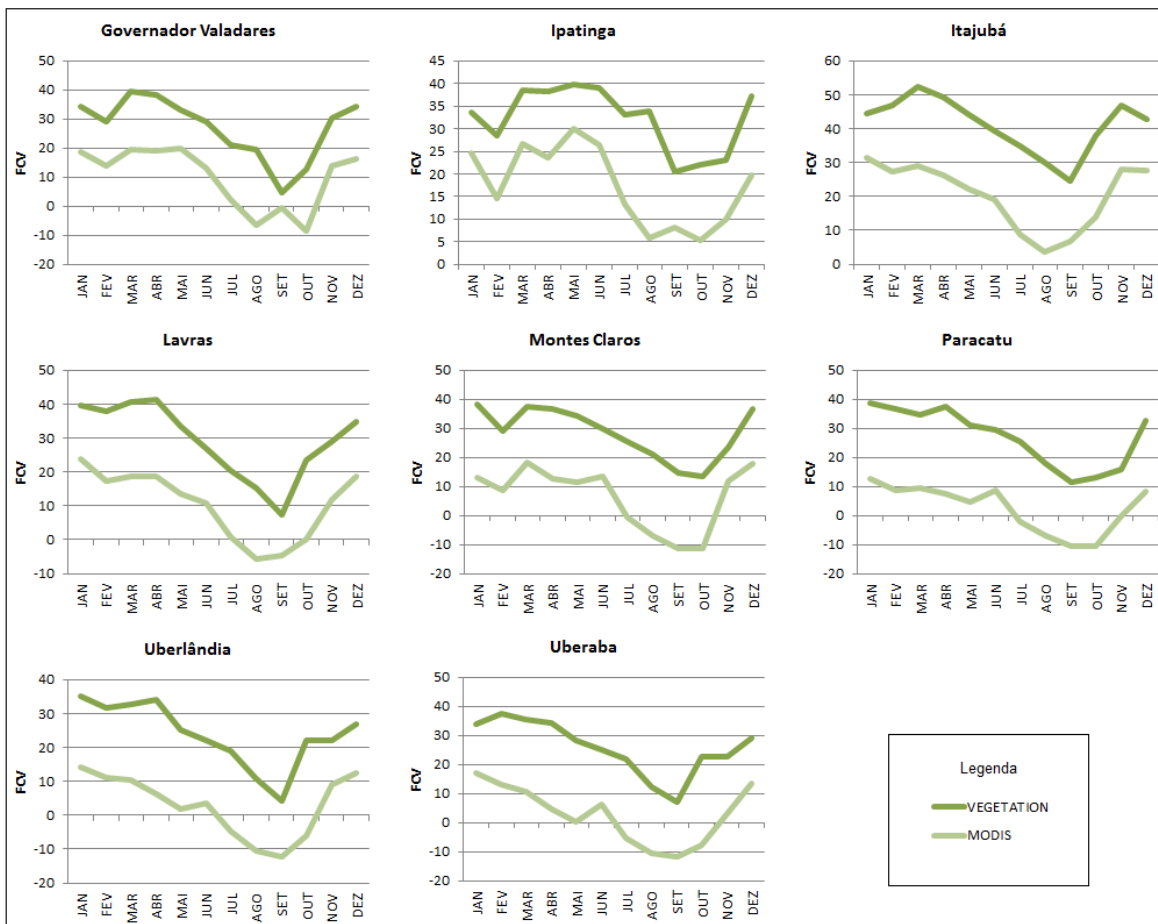 Governador Valadares
50
40
30
20
10
0
-10
-20
FCV
JAN
FEV
MAR
ABR
MAI
JUN
JUL
AGO
SET
OUT
NOV
DEZ
Ipatinga
45
40
35
30
25
20
15
10
5
0
FCV
JAN
FEV
MAR
ABR
MAI
JUN
JUL
AGO
SET
OUT
NOV
DEZ
Itajubá
60
50
40
30
20
10
0
FCV
JAN
FEV
MAR
ABR
MAI
JUN
JUL
AGO
SET
OUT
NOV
DEZ
Lavras
50
40
30
20
10
0
-10
FCV
JAN
FEV
MAR
ABR
MAI
JUN
JUL
AGO
SET
OUT
NOV
DEZ
Montes Claros
50
40
30
20
10
0
-10
-20
FCV
JAN
FEV
MAR
ABR
MAI
JUN
JUL
AGO
SET
OUT
NOV
DEZ
Paracatu
50
40
30
20
10
0
-10
-20
FCV
JAN
FEV
MAR
ABR
MAI
JUN
JUL
AGO
SET
OUT
NOV
DEZ
Uberlândia
40
30
20
10
0
-10
-20
FCV
JAN
FEV
MAR
ABR
MAI
JUN
JUL
AGO
SET
OUT
NOV
DEZ
Uberaba
50
40
30
20
10
0
-10
-20
FCV
JAN
FEV
MAR
ABR
MAI
JUN
JUL
AGO
SET
OUT
NOV
DEZ
Legenda
VEGETATION
MODIS